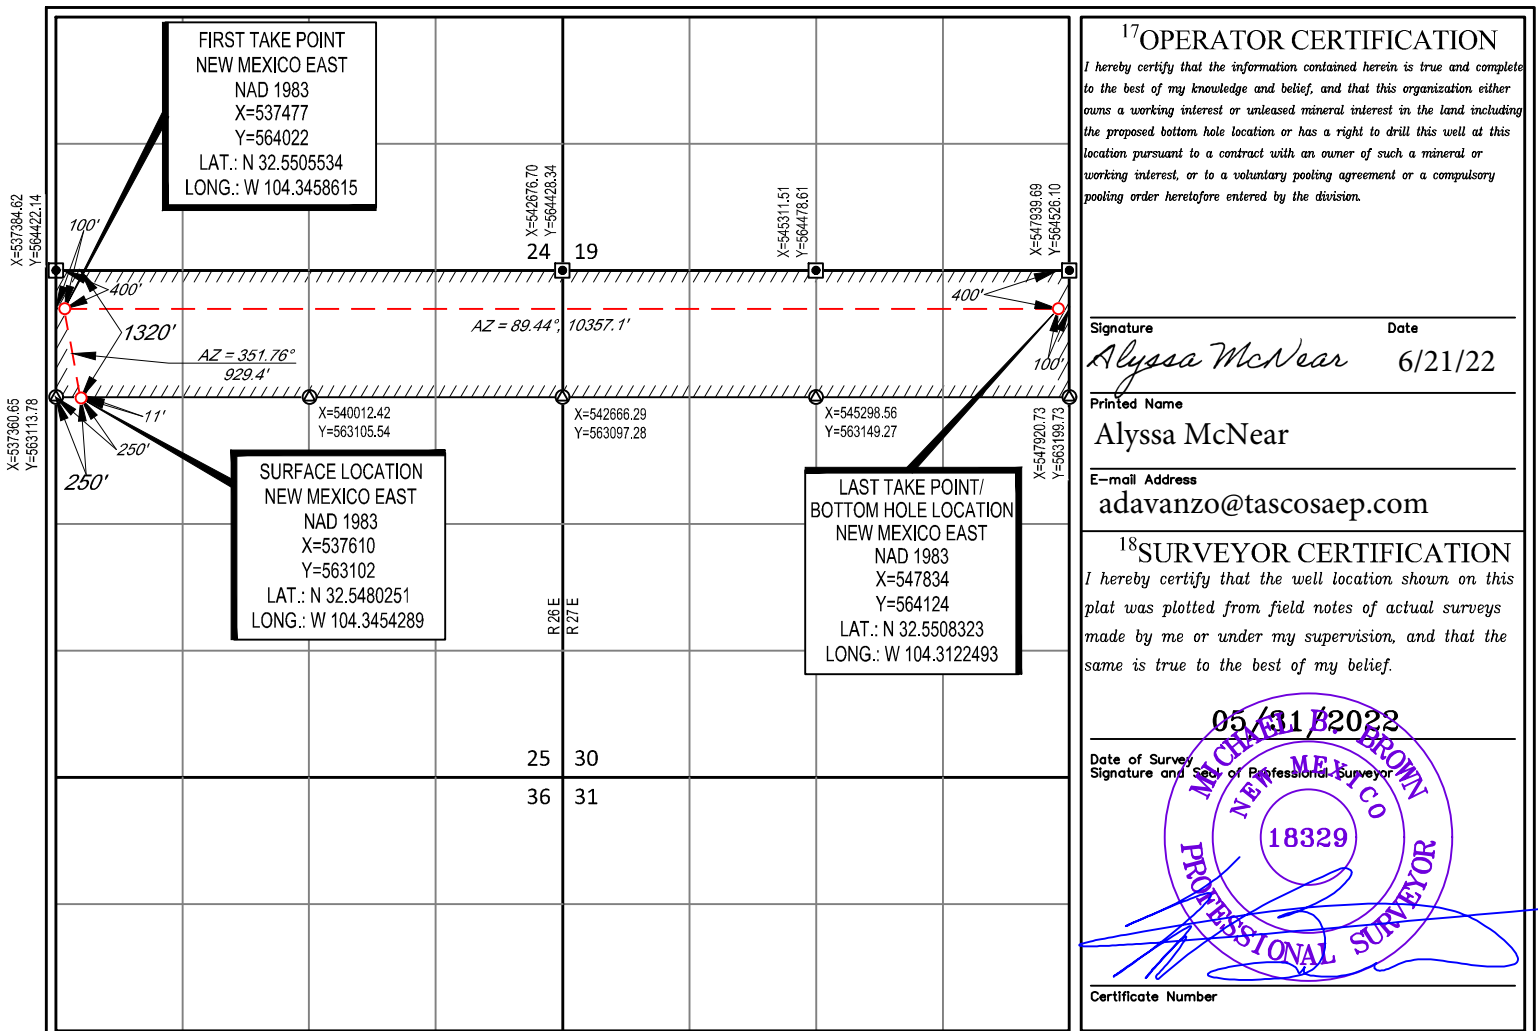 FIRST TAKE POINT
NEW MEXICO EAST
NAD 1983
X=537477
Y=564022
LAT.: N 32.5505534
LONG.: W 104.3458615
X=537384.62
Y=564422.14
X=542676.70
Y=564428.34
X=545311.51
Y=564478.61
X=547939.69
Y=564526.10
24 19
100'
400'
1320'
AZ = 351.76°
929.4'
AZ = 89.44°, 10357.1'
400'
100'
X=537360.65
Y=563113.78
11'
250'
250'
X=540012.42
Y=563105.54
X=542666.29
Y=563097.28
X=545298.56
Y=563149.27
X=547920.73
Y=563199.73
SURFACE LOCATION
NEW MEXICO EAST
NAD 1983
X=537610
Y=563102
LAT.: N 32.5480251
LONG.: W 104.3454289
LAST TAKE POINT/
BOTTOM HOLE LOCATION
NEW MEXICO EAST
NAD 1983
X=547834
Y=564124
LAT.: N 32.5508323
LONG.: W 104.3122493
R 26 E
R 27 E
25 30
36 31
17OPERATOR CERTIFICATION
I hereby certify that the information contained herein is true and complete
to the best of my knowledge and belief, and that this organization either
owns a working interest or unleased mineral interest in the land including
the proposed bottom hole location or has a right to drill this well at this
location pursuant to a contract with an owner of such a mineral or
working interest, or to a voluntary pooling agreement or a compulsory
pooling order heretofore entered by the division.
Signature Date
Alyssa McNear 6/21/22
Printed Name
Alyssa McNear
E-mail Address
adavanzo@tascosaep.com
18SURVEYOR CERTIFICATION
I hereby certify that the well location shown on this
plat was plotted from field notes of actual surveys
made by me or under my supervision, and that the
same is true to the best of my belief.
05/31/2022
Date of Survey
Signature and Seal of Professional Surveyor
MICHAEL B. BROWN
NEW MEXICO
18329
PROFESSIONAL SURVEYOR
Certificate Number